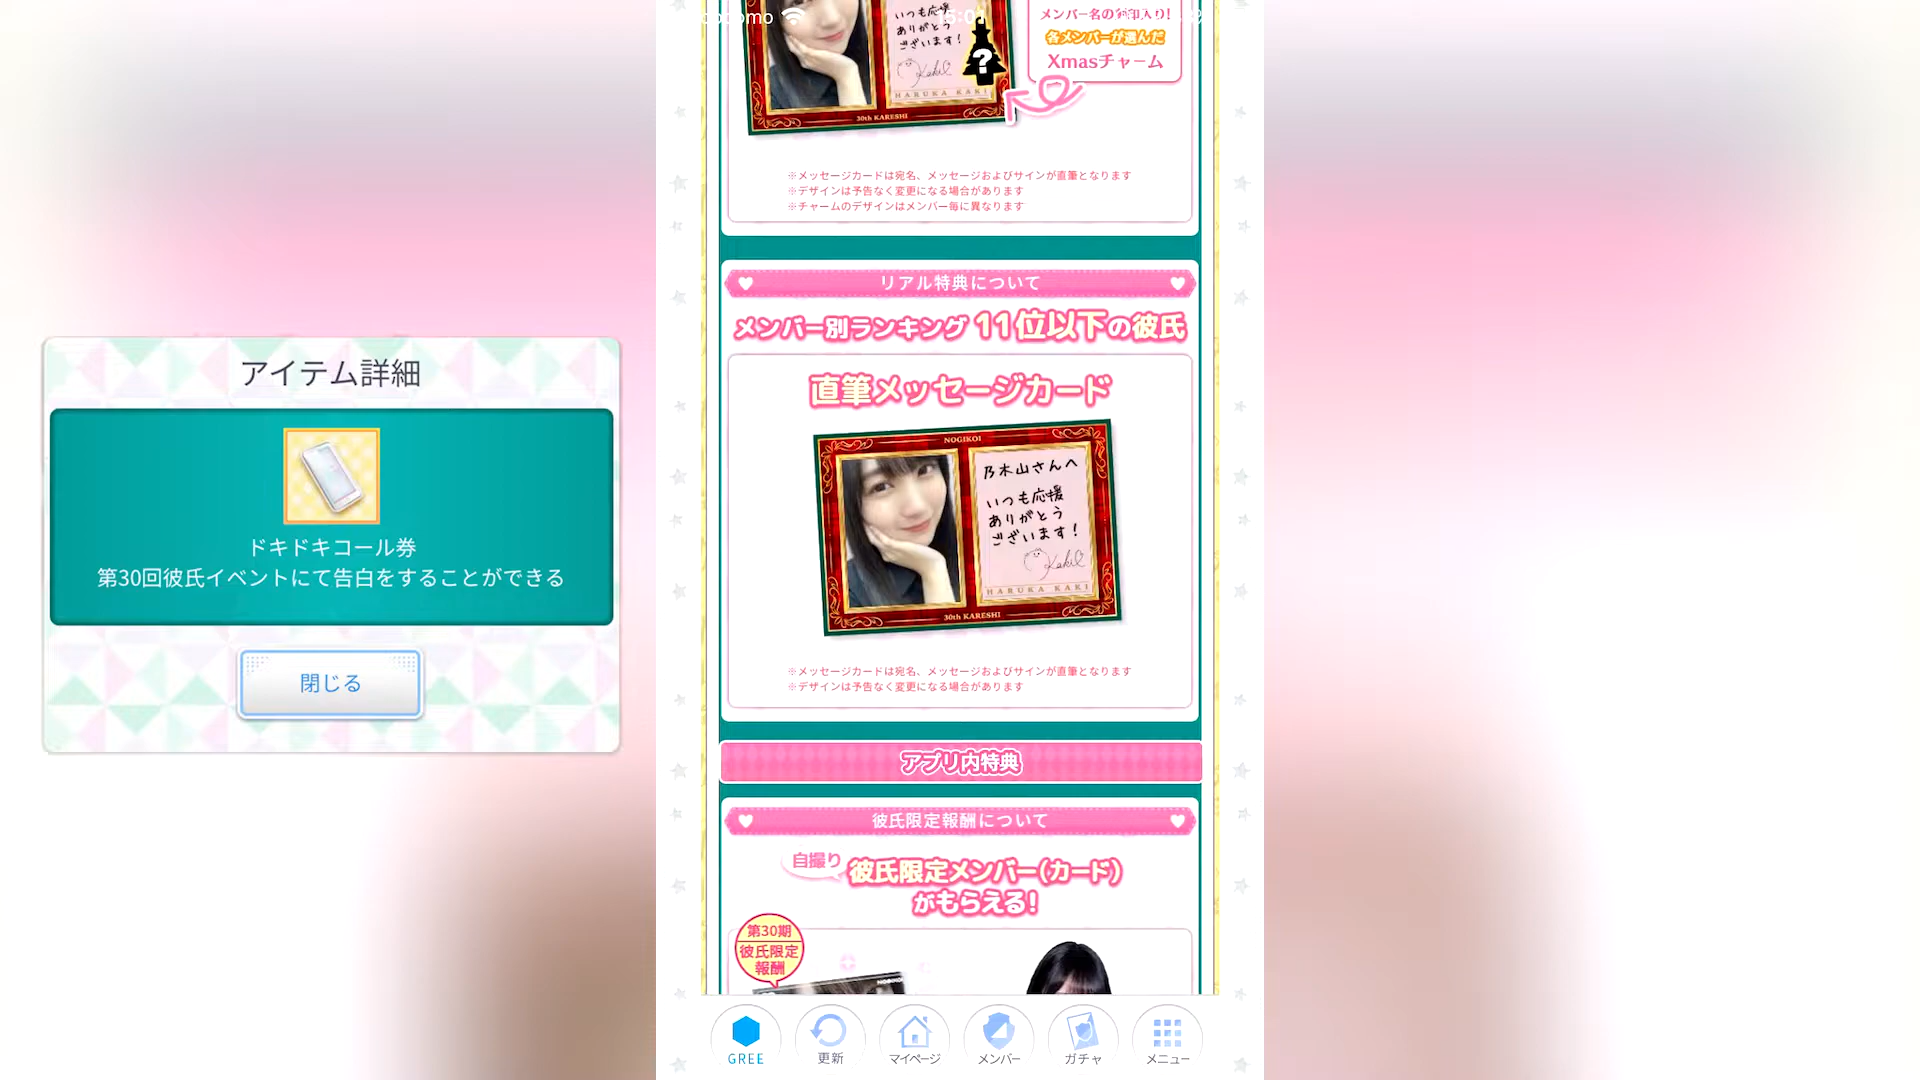 アイテム詳細
ドキドキコール券
第30回彼氏イベントにて告白をすることができる
閉じる
docomo
15:01
いつも応援
ありがとう
ございます!
Kaki
HARUKA KAKI
30th KARESHI
?
メンバー名の刻印入り!
各メンバーが選んだ
Xmasチャーム
※メッセージカードは宛名、メッセージおよびサインが直筆となります
※デザインは予告なく変更になる場合があります
※チャームのデザインはメンバー毎に異なります
リアル特典について
メンバー別ランキング 11位以下の彼氏
直筆メッセージカード
NOGIKOI
乃木山さんへ
いつも応援
ありがとう
ございます!
Kaki
HARUKA KAKI
30th KARESHI
※メッセージカードは宛名、メッセージおよびサインが直筆となります
※デザインは予告なく変更になる場合があります
アプリ内特典
彼氏限定報酬について
自撮り
彼氏限定メンバー(カード)
がもらえる!
第30期
彼氏限定
報酬
GREE
更新
マイページ
メンバー
ガチャ
メニュー